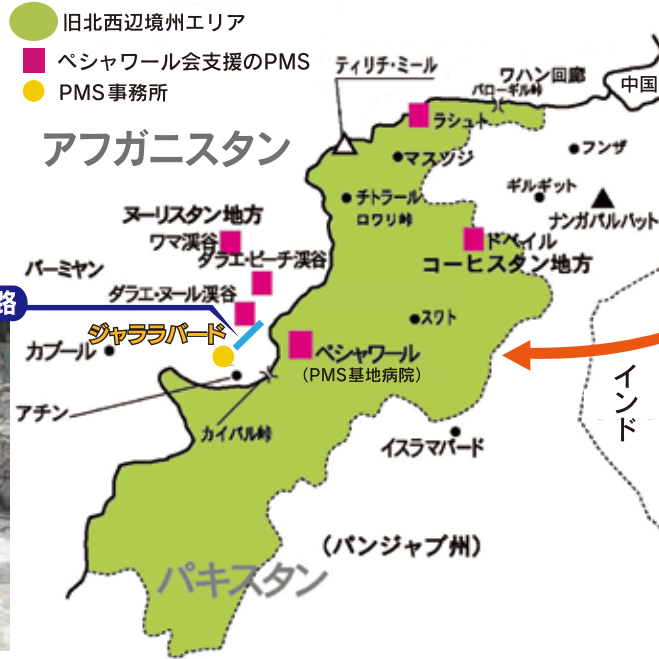 旧北西辺境州エリア
ペシャワール会支援のPMS
PMS事務所
ティリチ・ミール
ワハン回廊
バローギル峠
中国
ラシュト
アフガニスタン
マスツジ
フンザ
チトラール
ギルギット
ロワリ峠
ナンガパルバット
ヌーリスタン地方
ワマ渓谷
ドベイル
ダラエ・ピーチ渓谷
コーヒスタン地方
バーミヤン
ダラエ・ヌール渓谷
路
スワト
ジャララバード
カブール
ペシャワール
(PMS基地病院)
インド
アチン
カイバル峠
イスラマバード
(パンジャブ州)
パキスタン